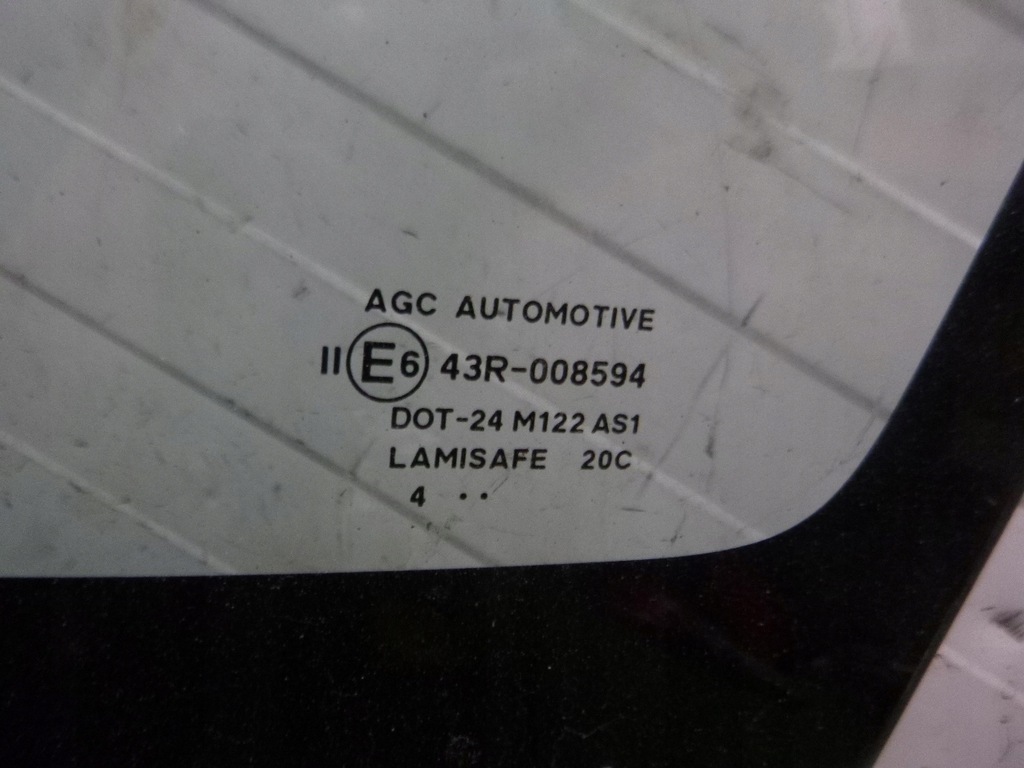 AGC AUTOMOTIVE
II E6 43R-008594
DOT-24 M122 AS1
LAMISAFE 20C
4 ••